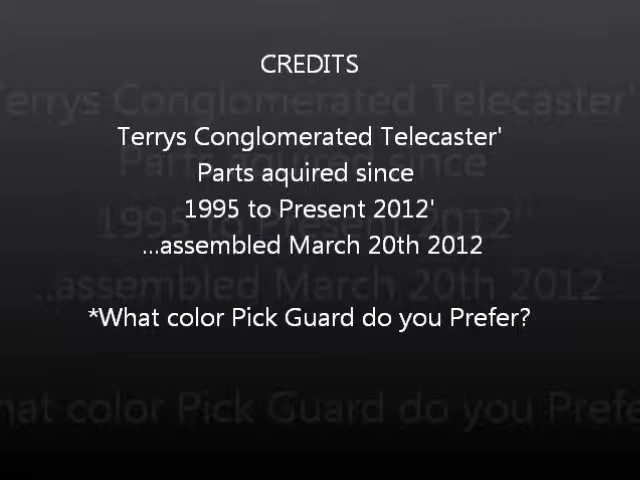 CREDITS
Terrys Conglomerated Telecaster'
Parts aquired since
1995 to Present 2012'
...assembled March 20th 2012
*What color Pick Guard do you Prefer?